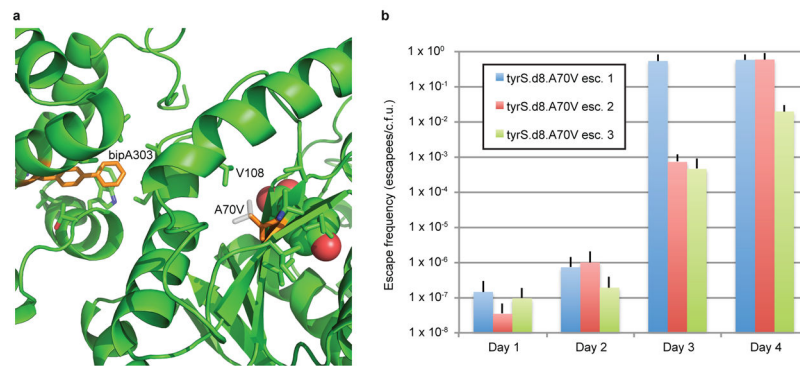 a
bipA303
V108
A70V
b
Escape frequency (escapees/c.f.u.)
1 x 10⁰
1 x 10⁻¹
1 x 10⁻²
1 x 10⁻³
1 x 10⁻⁴
1 x 10⁻⁵
1 x 10⁻⁶
1 x 10⁻⁷
1 x 10⁻⁸
tyrS.d8.A70V esc. 1
tyrS.d8.A70V esc. 2
tyrS.d8.A70V esc. 3
Day 1
Day 2
Day 3
Day 4